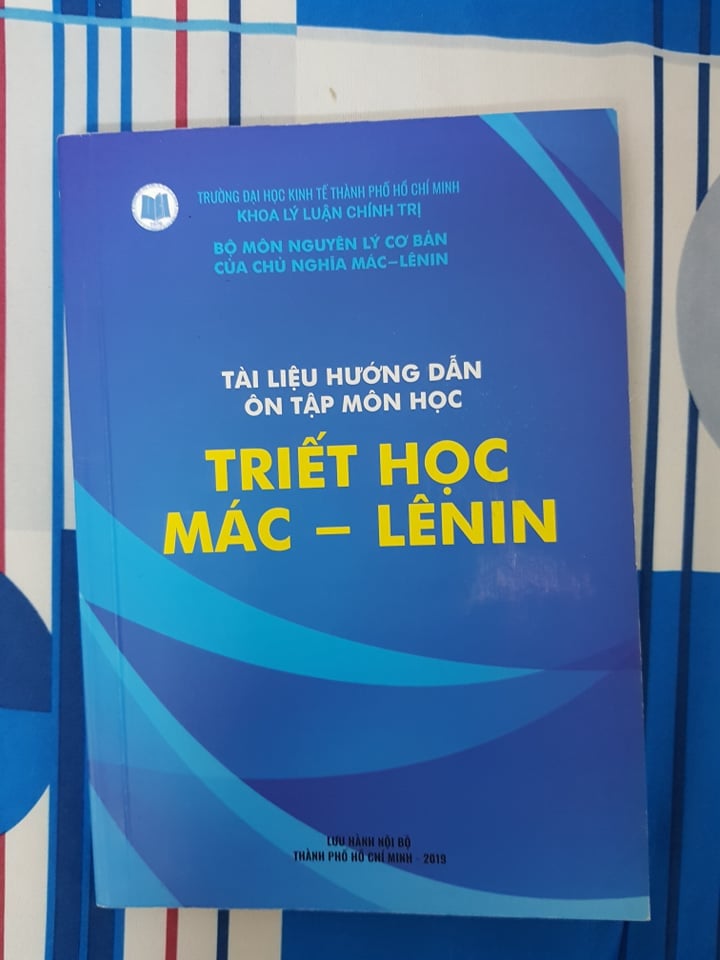 TRƯỜNG ĐẠI HỌC KINH TẾ THÀNH PHỐ HỒ CHÍ MINH
KHOA LÝ LUẬN CHÍNH TRỊ
BỘ MÔN NGUYÊN LÝ CƠ BẢN
CỦA CHỦ NGHĨA MÁC–LÊNIN
TÀI LIỆU HƯỚNG DẪN
ÔN TẬP MÔN HỌC
TRIẾT HỌC
MÁC – LÊNIN
LƯU HÀNH NỘI BỘ
THÀNH PHỐ HỒ CHÍ MINH - 2019